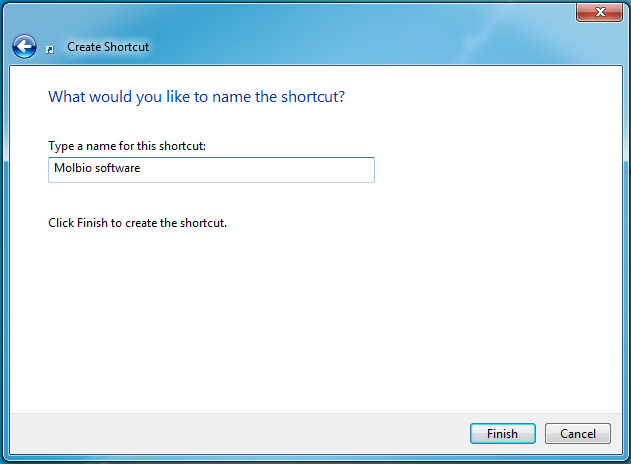 Create Shortcut
What would you like to name the shortcut?
Type a name for this shortcut:
Molbio software
Click Finish to create the shortcut.
Finish
Cancel